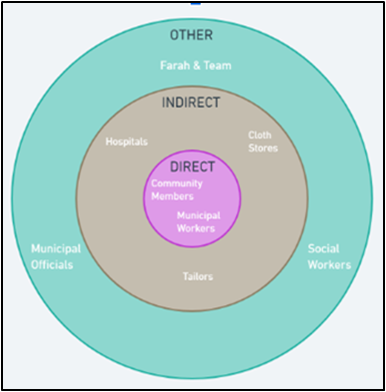 OTHER
Farah & Team
INDIRECT
Hospitals
Cloth
Stores
DIRECT
Community
Members
Municipal
Workers
Municipal
Officials
Social
Workers
Tailors